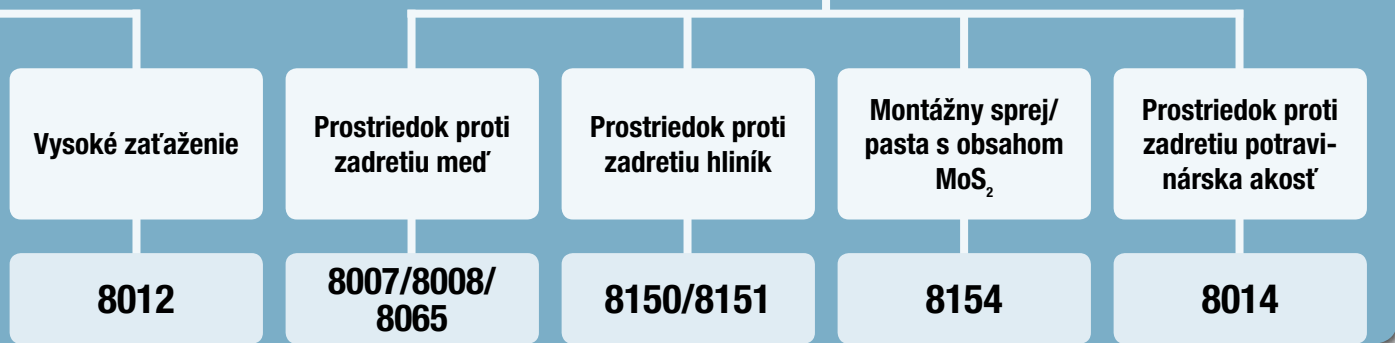 Vysoké zaťaženie
Prostriedok proti
zadretiu meď
Prostriedok proti
zadretiu hliník
Montážny sprej/
pasta s obsahom
MoS₂
Prostriedok proti
zadretiu potravi-
nárska akosť
8012
8007/8008/
8065
8150/8151
8154
8014